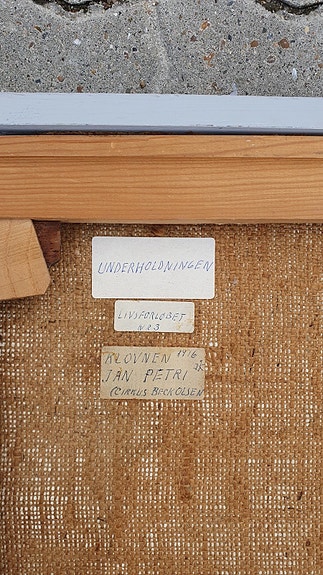 UNDERHOLDNINGEN
LIVSFORLØBET
NR 3
KLOVNEN 1916
JAN PETRI
(CIRKUS BECK OLSEN